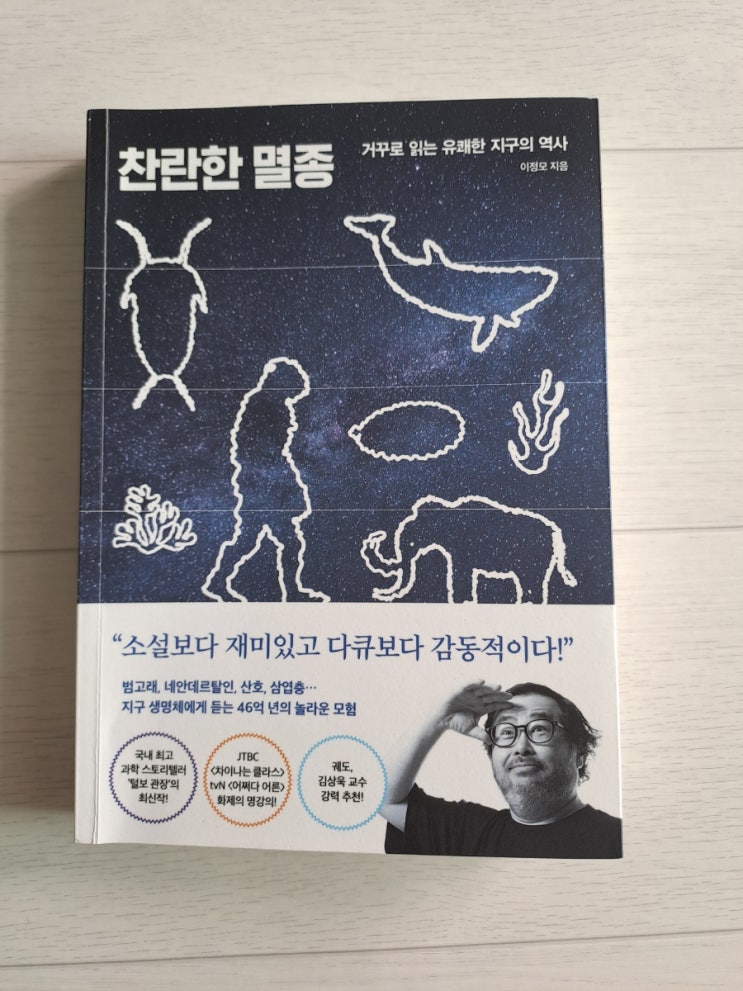 찬란한 멸종
거꾸로 읽는 유쾌한 지구의 역사
이정모 지음
“소설보다 재미있고 다큐보다 감동적이다!”
범고래, 네안데르탈인, 산호, 삼엽충…
지구 생명체에게 듣는 46억 년의 놀라운 모험
국내 최고
과학 스토리텔러
‘털보 관장’의
최신작!
JTBC
〈차이나는 클라스〉
tvN 〈어쩌다 어른〉
화제의 명강의!
궤도,
김상욱 교수
강력 추천!